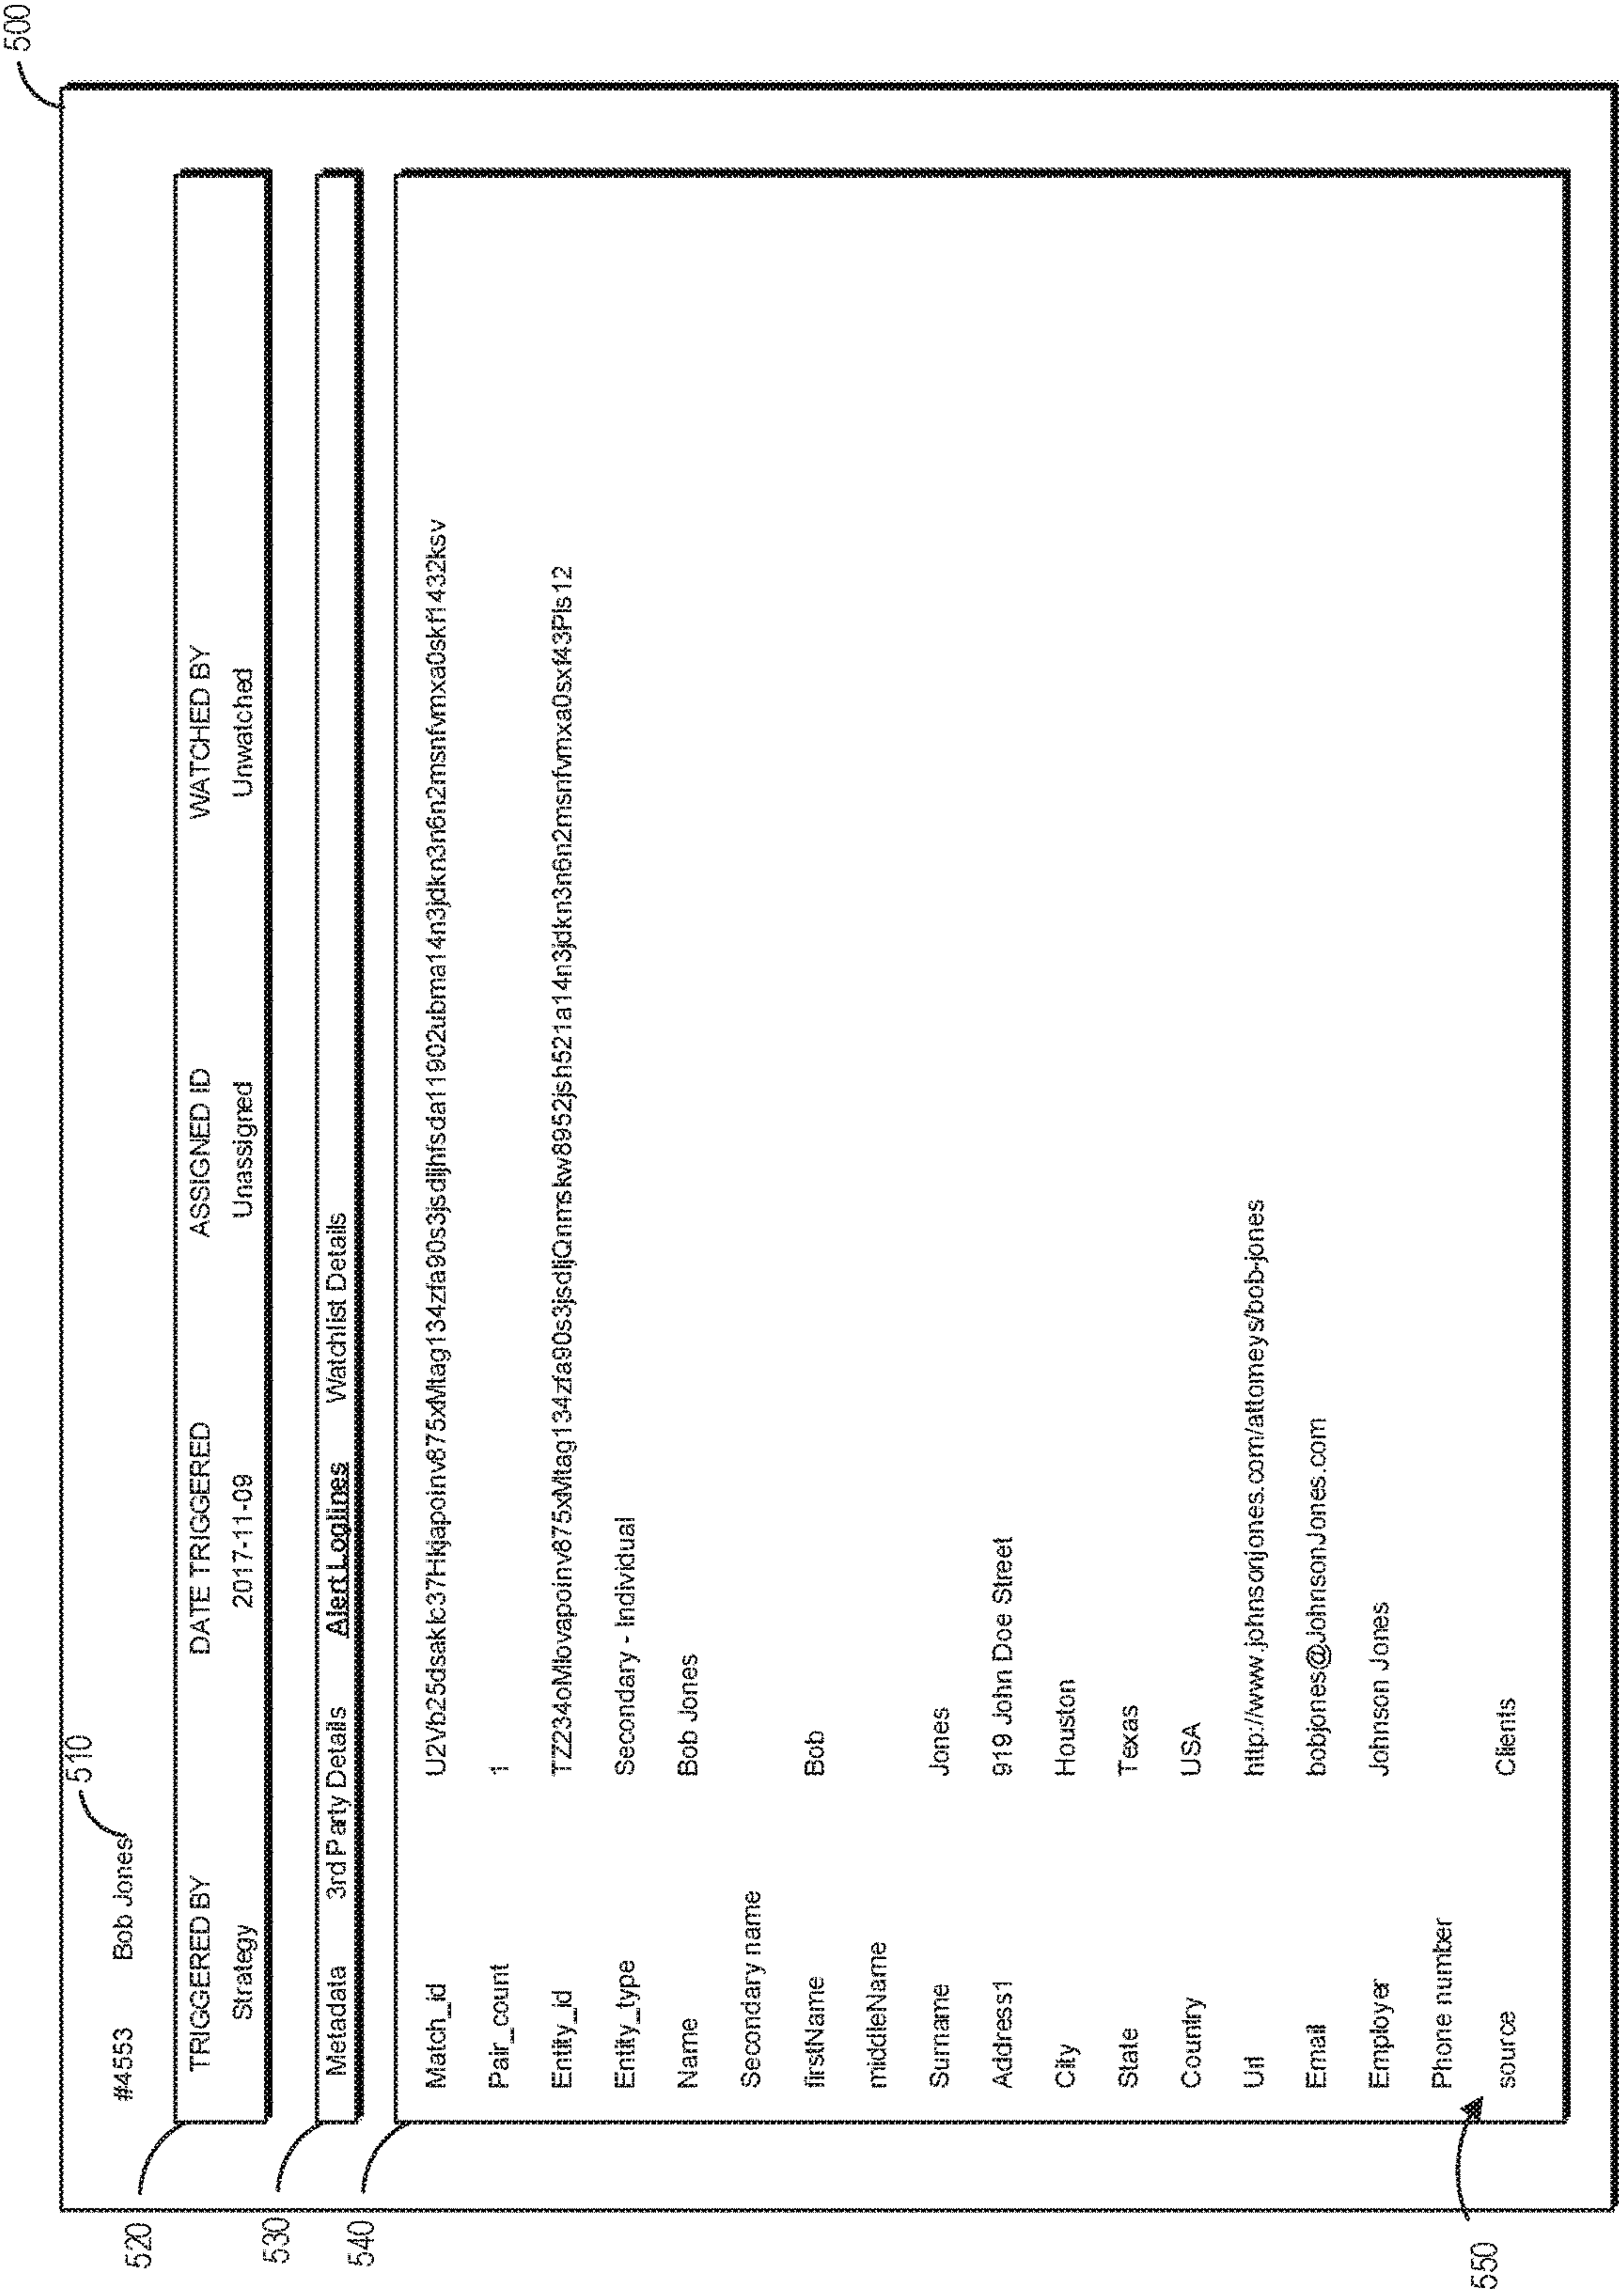 500
#4553 Bob Jones 510
520
TRIGGERED BY DATE TRIGGERED ASSIGNED ID WATCHED BY
Strategy 2017-11-09 Unassigned Unwatched
530
Metadata 3rd Party Details Alert Loglines Watchlist Details
540
Match_id U2Vb25dsaklc37Hkjapoinv875xMtag134zfa90s3jsdljhfsda11902ubma14n3jdkn3n6n2msnfvmxa0skf1432ksv
Pair_count 1
Entity_id TZ234oMlovapoinv875xMtag134zfa90s3jsdljQnmskw8952jsh521a14n3jdkn3n6n2msnfvmxa0sxf43Pls12
Entity_type Secondary - Individual
Name Bob Jones
Secondary name
firstName Bob
middleName
Surname Jones
Address1 919 John Doe Street
City Houston
State Texas
Country USA
Url http://www.johnsonjones.com/attorneys/bob-jones
Email bobjones@JohnsonJones.com
Employer Johnson Jones
Phone number
source Clients
550